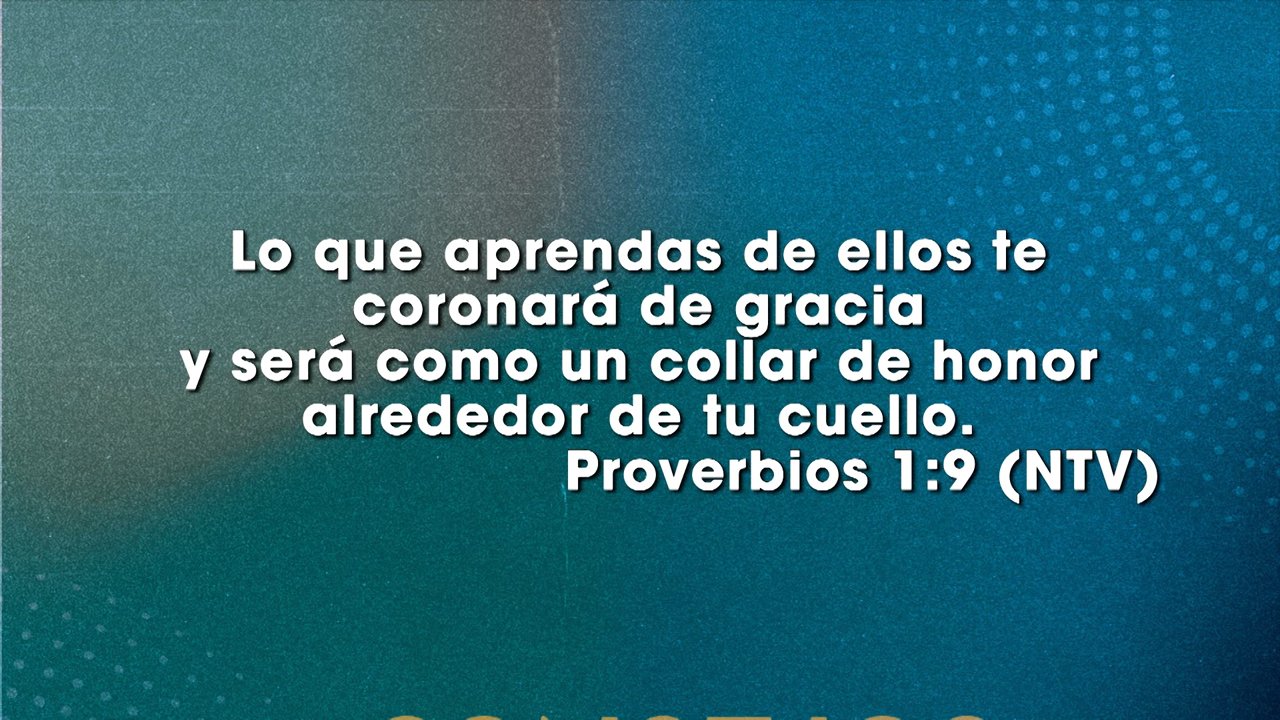 Lo que aprendas de ellos te
coronará de gracia
y será como un collar de honor
alrededor de tu cuello.
Proverbios 1:9 (NTV)